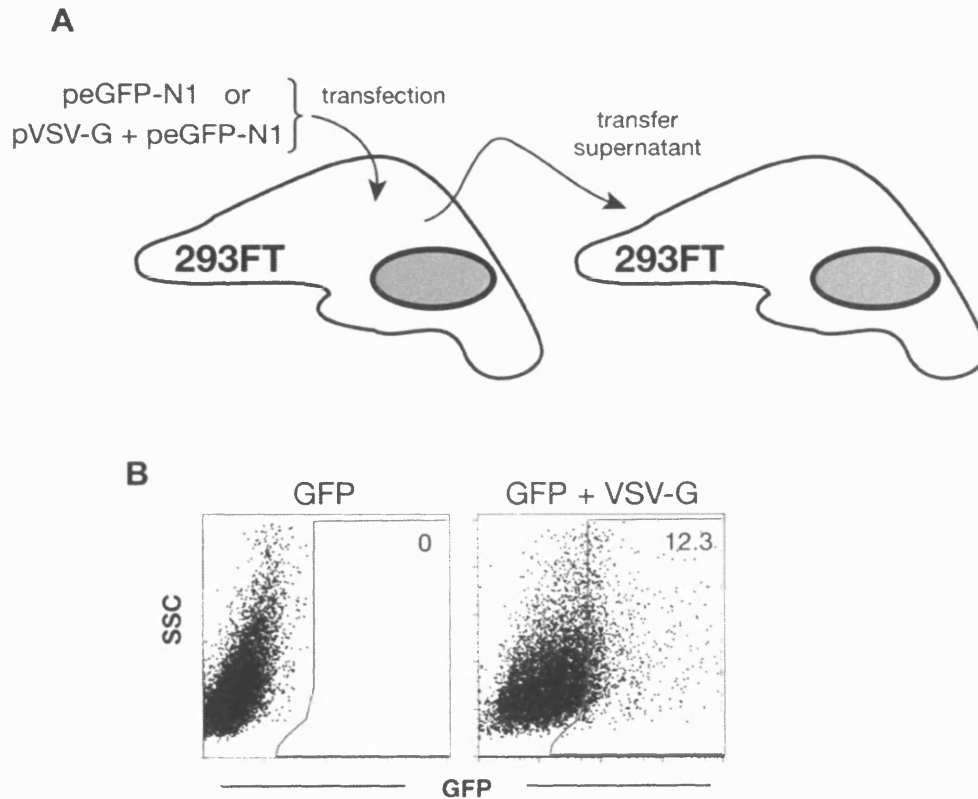 A
peGFP-N1 or
pVSV-G + peGFP-N1
transfection
transfer
supernatant
293FT
293FT
B
GFP
GFP + VSV-G
0
12.3
SSC
GFP